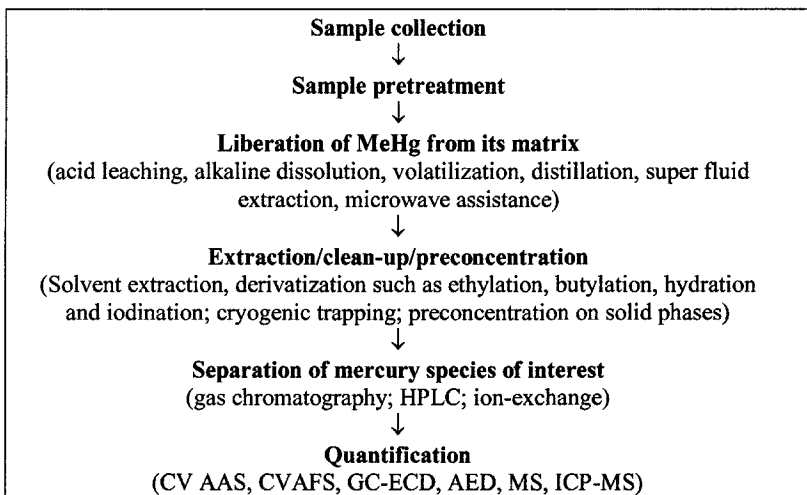 Sample collection
↓
Sample pretreatment
↓
Liberation of MeHg from its matrix
(acid leaching, alkaline dissolution, volatilization, distillation, super fluid
extraction, microwave assistance)
↓
Extraction/clean-up/preconcentration
(Solvent extraction, derivatization such as ethylation, butylation, hydration
and iodination; cryogenic trapping; preconcentration on solid phases)
↓
Separation of mercury species of interest
(gas chromatography; HPLC; ion-exchange)
↓
Quantification
(CV AAS, CVAFS, GC-ECD, AED, MS, ICP-MS)